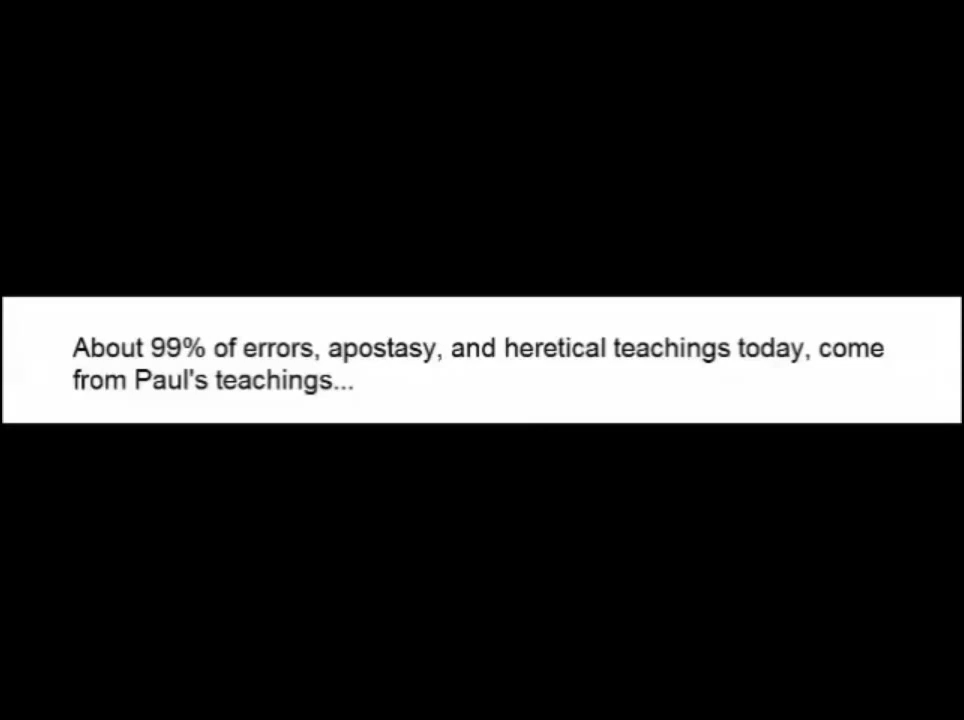 About 99% of errors, apostasy, and heretical teachings today, come
from Paul's teachings...